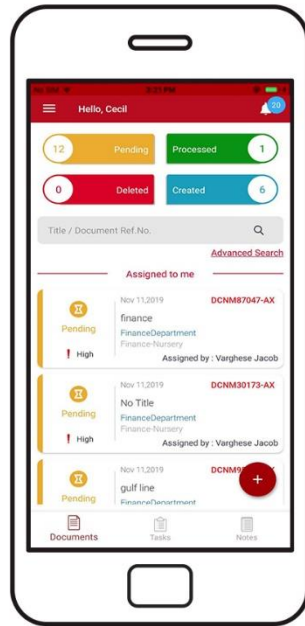 3:21 PM
Hello, Cecil
20
12 Pending
Processed 1
0 Deleted
Created 6
Title / Document Ref.No.
Advanced Search
Assigned to me
Nov 11,2019 DCNM87047-AX
finance
Pending
FinanceDepartment
Finance-Nursery
High
Assigned by : Varghese Jacob
Nov 11,2019 DCNM30173-AX
No Title
Pending
FinanceDepartment
Finance-Nursery
High
Assigned by : Varghese Jacob
Nov 11,2019
gulf line
Pending
FinanceDepartment
Documents
Tasks
Notes